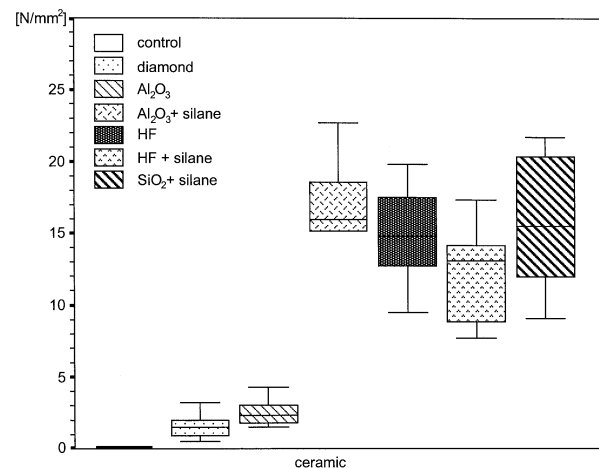 [N/mm²]
control
diamond
Al₂O₃
Al₂O₃+ silane
HF
HF + silane
SiO₂+ silane
25
20
15
10
5
0
ceramic